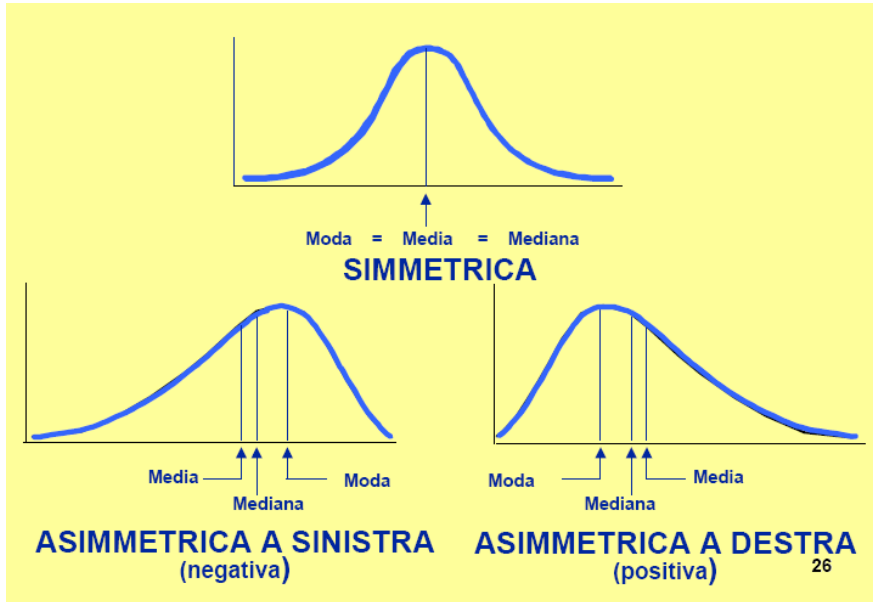 Moda = Media = Mediana
SIMMETRICA
Media
Mediana
Moda
ASIMMETRICA A SINISTRA
(negativa)
Moda
Mediana
Media
ASIMMETRICA A DESTRA
(positiva)
26